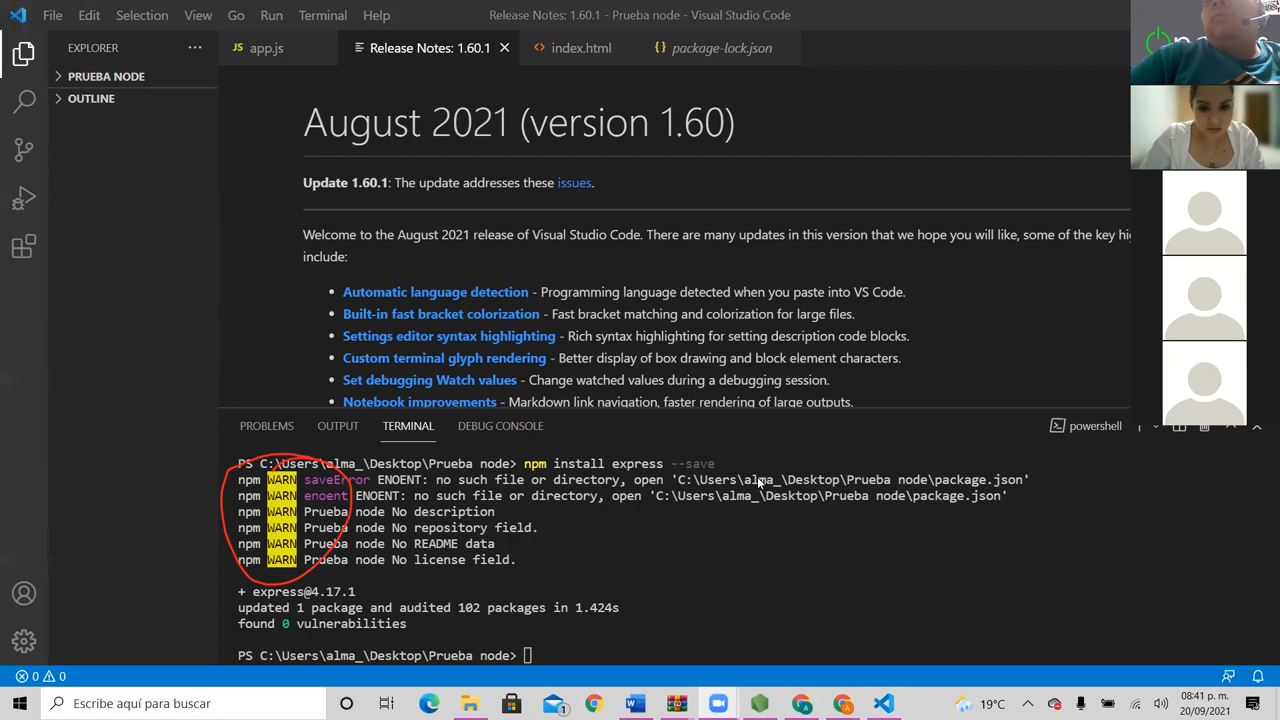 File Edit Selection View Go Run Terminal Help
Release Notes: 1.60.1 - Prueba node - Visual Studio Code
EXPLORER
PRUEBA NODE
OUTLINE
JS app.js
Release Notes: 1.60.1
<> index.html
{} package-lock.json
August 2021 (version 1.60)
Update 1.60.1: The update addresses these issues.
Welcome to the August 2021 release of Visual Studio Code. There are many updates in this version that we hope you will like, some of the key hi
include:
• Automatic language detection - Programming language detected when you paste into VS Code.
• Built-in fast bracket colorization - Fast bracket matching and colorization for large files.
• Settings editor syntax highlighting - Rich syntax highlighting for setting description code blocks.
• Custom terminal glyph rendering - Better display of box drawing and block element characters.
• Set debugging Watch values - Change watched values during a debugging session.
• Notebook improvements - Markdown link navigation, faster rendering of large outputs.
PROBLEMS OUTPUT TERMINAL DEBUG CONSOLE
powershell
PS C:\Users\alma_\Desktop\Prueba node> npm install express --save
npm WARN saveError ENOENT: no such file or directory, open 'C:\Users\alma_\Desktop\Prueba node\package.json'
npm WARN enoent ENOENT: no such file or directory, open 'C:\Users\alma_\Desktop\Prueba node\package.json'
npm WARN Prueba node No description
npm WARN Prueba node No repository field.
npm WARN Prueba node No README data
npm WARN Prueba node No license field.
+ express@4.17.1
updated 1 package and audited 102 packages in 1.424s
found 0 vulnerabilities
PS C:\Users\alma_\Desktop\Prueba node>
0 0
Escribe aquí para buscar
1
19°C
08:41 p. m.
20/09/2021